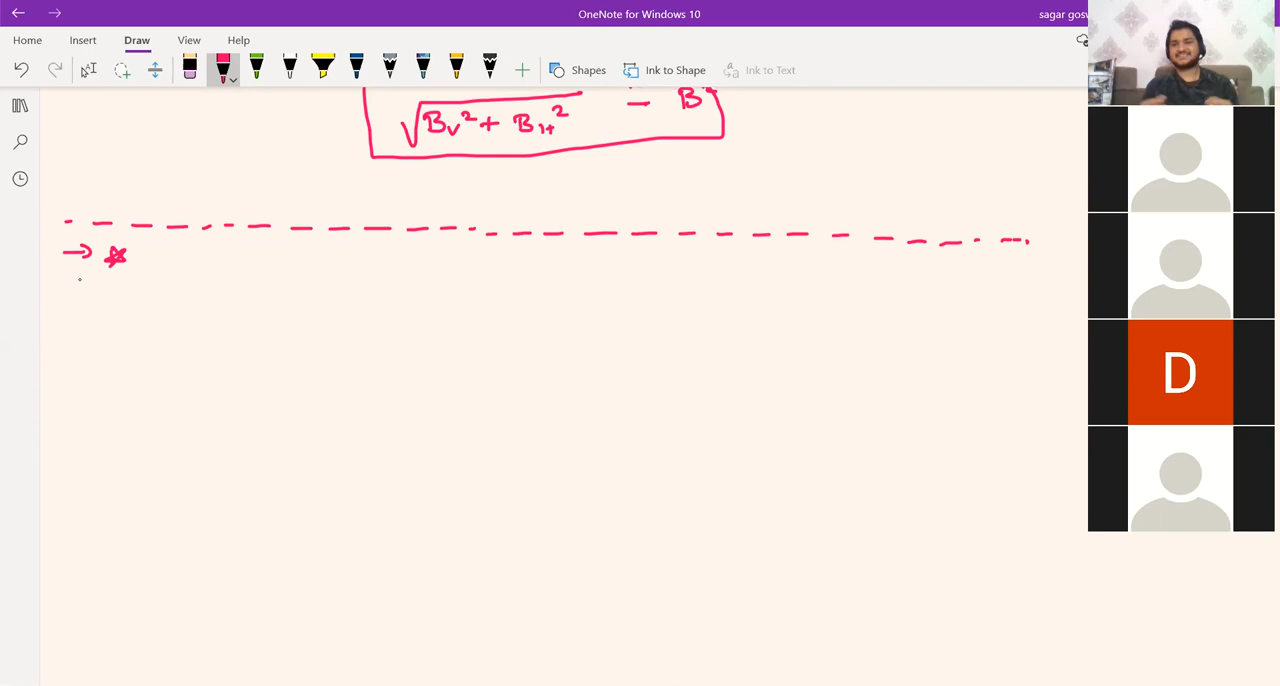 OneNote for Windows 10
sagar gosw
Home Insert Draw View Help
Shapes Ink to Shape Ink to Text
√Bv² + BH² = B
D